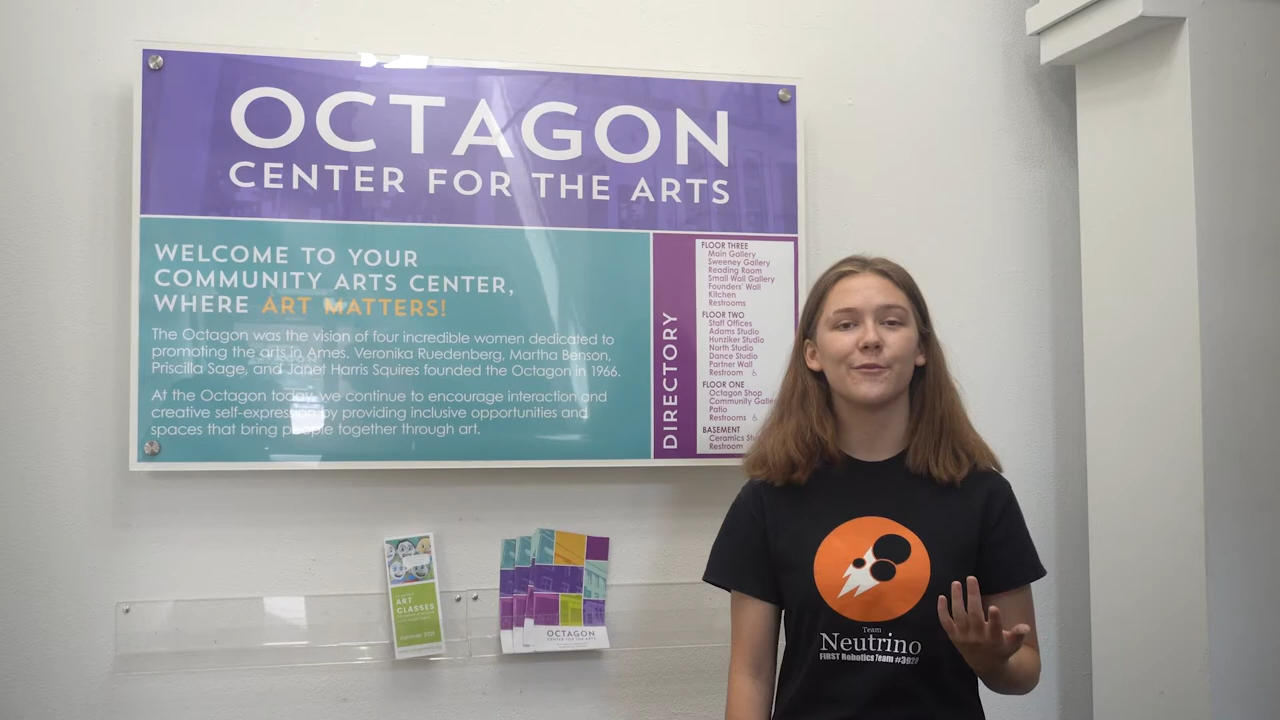 OCTAGON
CENTER FOR THE ARTS
WELCOME TO YOUR
COMMUNITY ARTS CENTER,
WHERE ART MATTERS!
The Octagon was the vision of four incredible women dedicated to
promoting the arts in Ames. Veronika Ruedenberg, Martha Benson,
Priscilla Sage, and Janet Harris Squires founded the Octagon in 1966.
At the Octagon today, we continue to encourage interaction and
creative self-expression by providing inclusive opportunities and
spaces that bring people together through art.
DIRECTORY
FLOOR THREE
Main Gallery
Sweeney Gallery
Reading Room
Small Wall Gallery
Founders' Wall
Kitchen
Restrooms
FLOOR TWO
Staff Offices
Adams Studio
Hunziker Studio
North Studio
Dance Studio
Partner Wall
Restroom
FLOOR ONE
Octagon Shop
Community
Patio
Restrooms
BASEMENT
Ceramics
Restroom
ART
CLASSES
OCTAGON
CENTER FOR THE ARTS
Team
Neutrino
FIRST Robotics Team